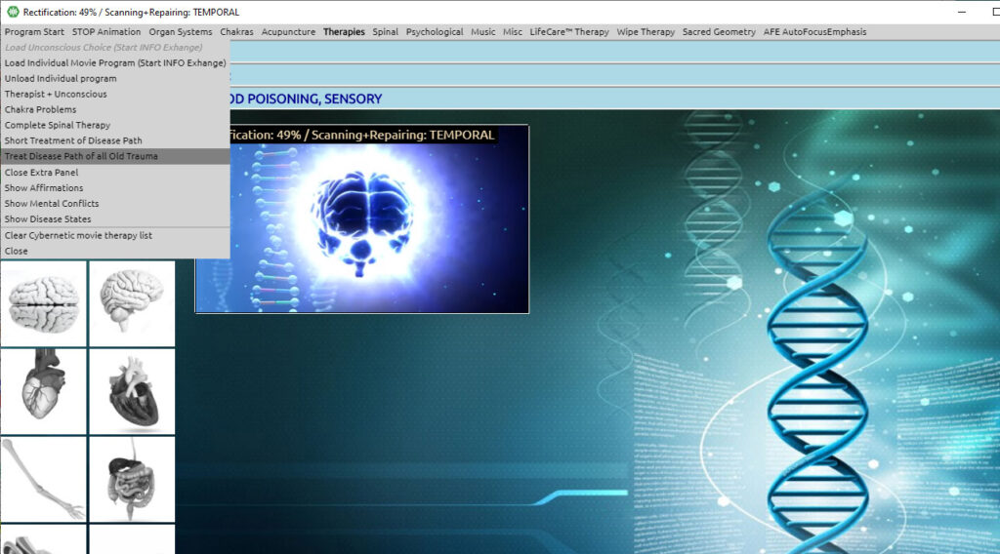 Rectification: 49% / Scanning+Repairing: TEMPORAL
Program Start STOP Animation Organ Systems Chakras Acupuncture Therapies Spinal Psychological Music Misc LifeCare™ Therapy Wipe Therapy Sacred Geometry AFE AutoFocusEmphasis
Load Unconscious Choice (Start INFO Exhange)
Load Individual Movie Program (Start INFO Exhange)
Unload Individual program
Therapist + Unconscious
Chakra Problems
Complete Spinal Therapy
Short Treatment of Disease Path
Treat Disease Path of all Old Trauma
Close Extra Panel
Show Affirmations
Show Mental Conflicts
Show Disease States
Clear Cybernetic movie therapy list
Close
OD POISONING, SENSORY
fication: 49% / Scanning+Repairing: TEMPORAL